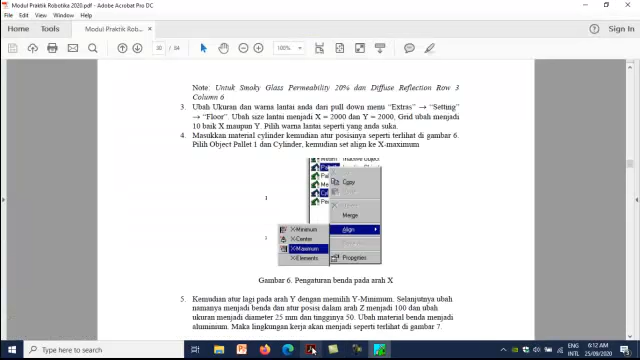 Modul Praktik Robotika 2020.pdf - Adobe Acrobat Pro DC
File Edit View Window Help
Home Tools Modul Praktik Robot... × Sign In
30 / 84 100%
Note: Untuk Smoky Glass Permeability 20% dan Diffuse Reflection Row 3
Column 6
3. Ubah Ukuran dan warna lantai anda dari pull down menu “Extras” → “Setting”
→ “Floor”. Ubah size lantai menjadi X = 2000 dan Y = 2000, Grid ubah menjadi
10 baik X maupun Y. Pilih warna lantai seperti yang anda suka.
4. Masukkan material cylinder kemudian atur posisinya seperti terlihat di gambar 6.
Pilih Object Pallet 1 dan Cylinder, kemudian set align ke X-maximum
Inactive Object
Copy
Merge
Align
Properties
X-Minimum
X-Center
X-Maximum
X-Elements
Gambar 6. Pengaturan benda pada arah X
5. Kemudian atur lagi pada arah Y dengan memilih Y-Minimum. Selanjutnya ubah
namanya menjadi benda dan atur posisi dalam arah Z menjadi 100 dan ubah
ukuran menjadi diameter 25 mm dan tingginya 50. Ubah material benda menjadi
aluminium. Maka lingkungan kerja akan menjadi seperti terlihat di gambar 7.
ENG 6:12 AM
INTL 25/09/2020